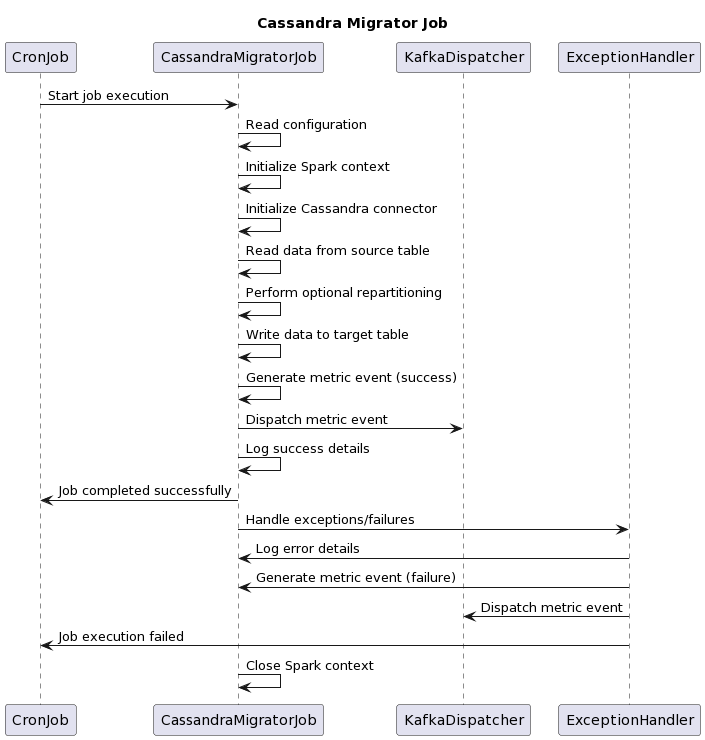 Cassandra Migrator Job
CronJob CassandraMigratorJob KafkaDispatcher ExceptionHandler
Start job execution
Read configuration
Initialize Spark context
Initialize Cassandra connector
Read data from source table
Perform optional repartitioning
Write data to target table
Generate metric event (success)
Dispatch metric event
Log success details
Job completed successfully
Handle exceptions/failures
Log error details
Generate metric event (failure)
Dispatch metric event
Job execution failed
Close Spark context
CronJob CassandraMigratorJob KafkaDispatcher ExceptionHandler